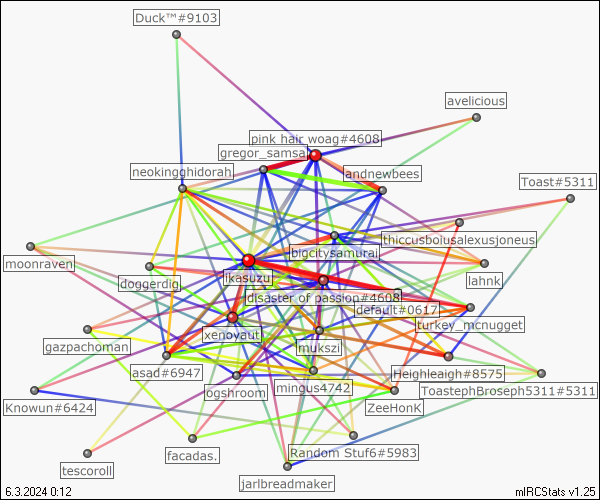 Duck™#9103
avelicious
pink hair woag#4608
gregor_samsa
neokingghidorah
andnewbees
Toast#5311
thiccusboiusalexusjoneus
bigcitysamurai
moonraven
doggerdig
ikasuzu
lahnk
disaster of passion#4608
default#0617
turkey_mcnugget
xenoyaut
gazpachoman
mukszi
asad#6947
Heighleaigh#8575
ogshroom
mingus4742
ToastephBroseph5311#5311
Knowun#6424
ZeeHonK
facadas.
Random Stuf6#5983
tescoroll
jarlbreadmaker
6.3.2024 0:12
mIRCStats v1.25